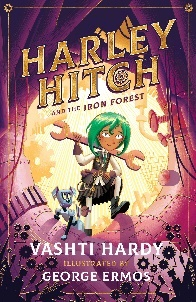 HARLEY
HITCH
AND THE IRON FOREST
VASHTI HARDY
ILLUSTRATED BY
GEORGE ERMOS